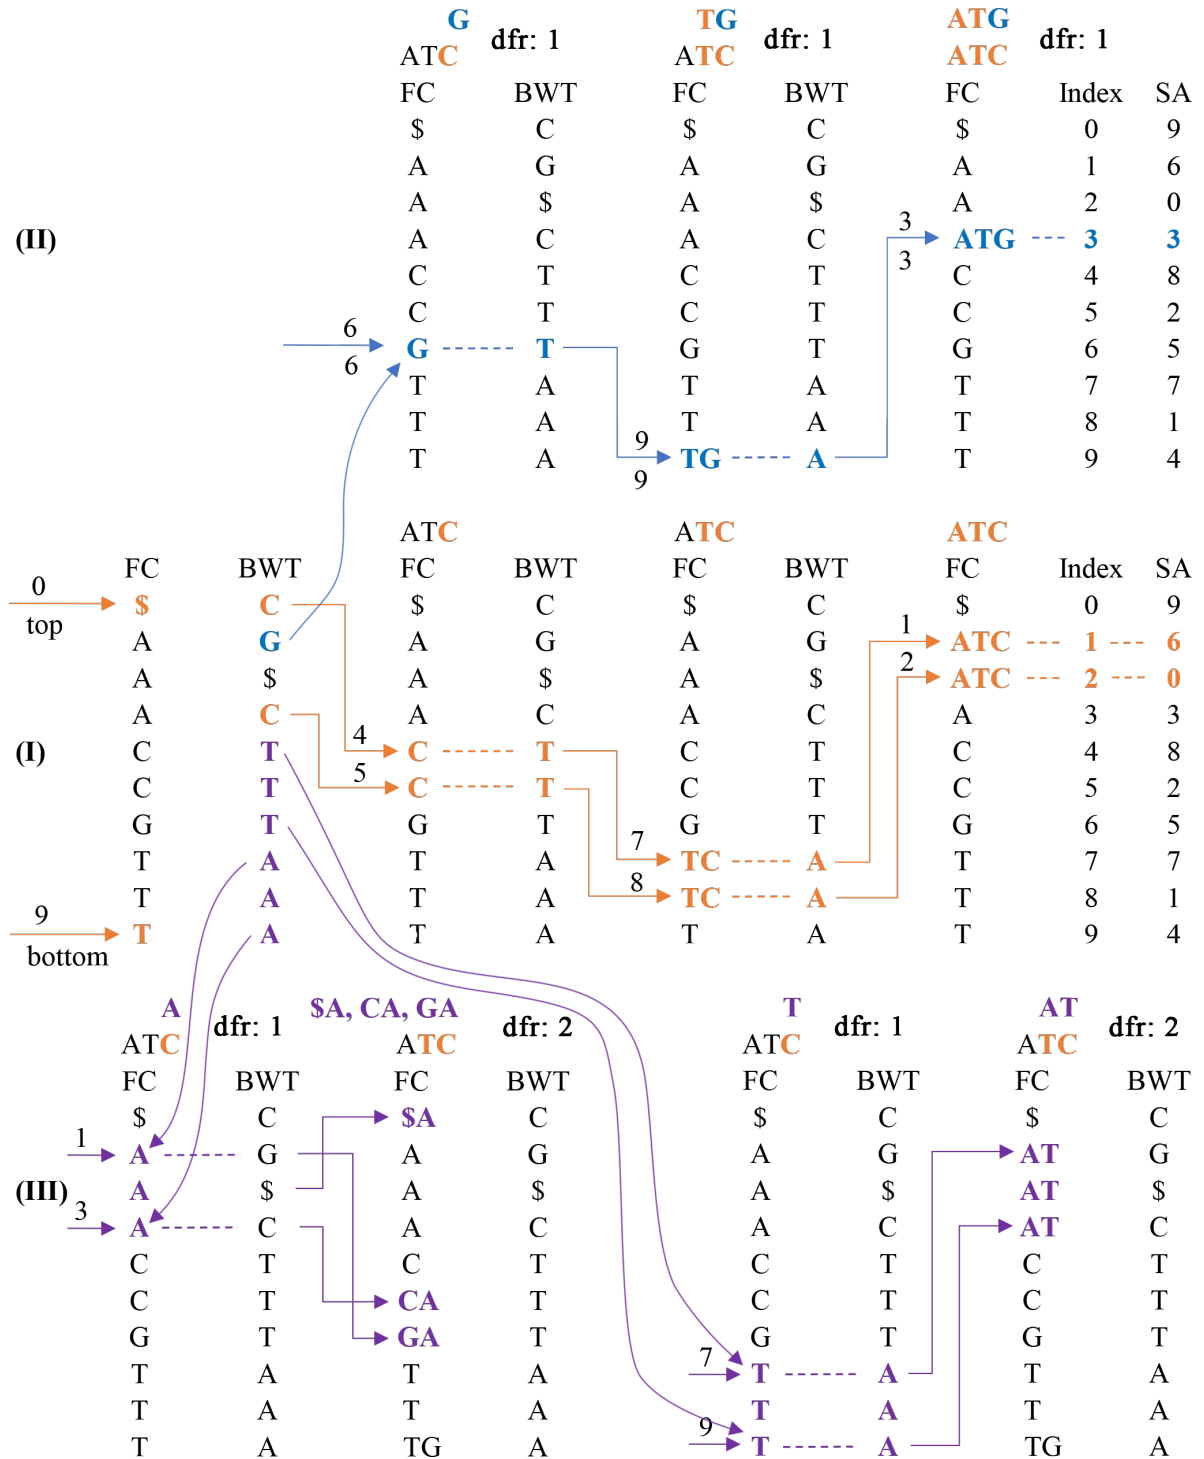 G TG ATG
ATC dfr: 1 ATC dfr: 1 ATC dfr: 1
FC BWT FC BWT FC Index SA
$ C $ C $ 0 9
A G A G A 1 6
A $ A $ A 2 0
(II) A C A C 3 3 ATG 3 3
C T C T C 4 8
C T C T C 5 2
6 6 G T G T G 6 5
T A T A T 7 7
T A T A T 8 1
T A 9 9 TG A T 9 4
ATC ATC ATC
FC BWT FC BWT FC BWT FC Index SA
0 top $ C $ C $ C $ 0 9
A G A G A G 1 ATC 1 6
A $ A $ A $ 2 ATC 2 0
A C A C A C A 3 3
(I) C T 4 C T C T C 4 8
C T 5 C T C T C 5 2
G T G T G T G 6 5
T A T A 7 TC A T 7 7
T A T A 8 TC A T 8 1
9 bottom T A T A T A T 9 4
A $A, CA, GA T AT
ATC dfr: 1 ATC dfr: 2 ATC dfr: 1 ATC dfr: 2
FC BWT FC BWT FC BWT FC BWT
$ C $A C $ C $ C
1 A G A G A G AT G
(III) A $ A $ A $ AT $
3 A C A C A C AT C
C T C T C T C T
C T CA T C T C T
G T GA T G T G T
T A T A 7 T A T A
T A T A T A T A
T A TG A 9 T A TG A